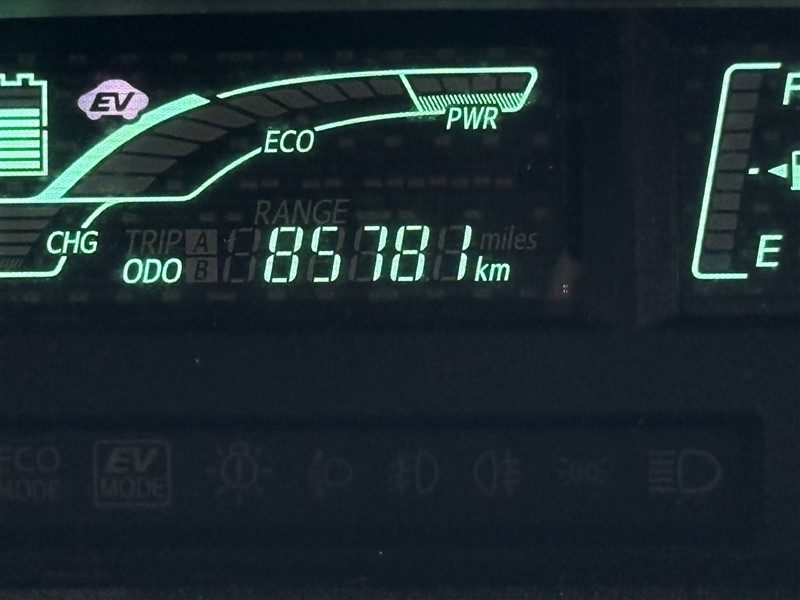 EV
F
ECO
PWR
RANGE
CHG
TRIP A
miles
ODO
B
85781 km
E
ECO MODE
EV MODE